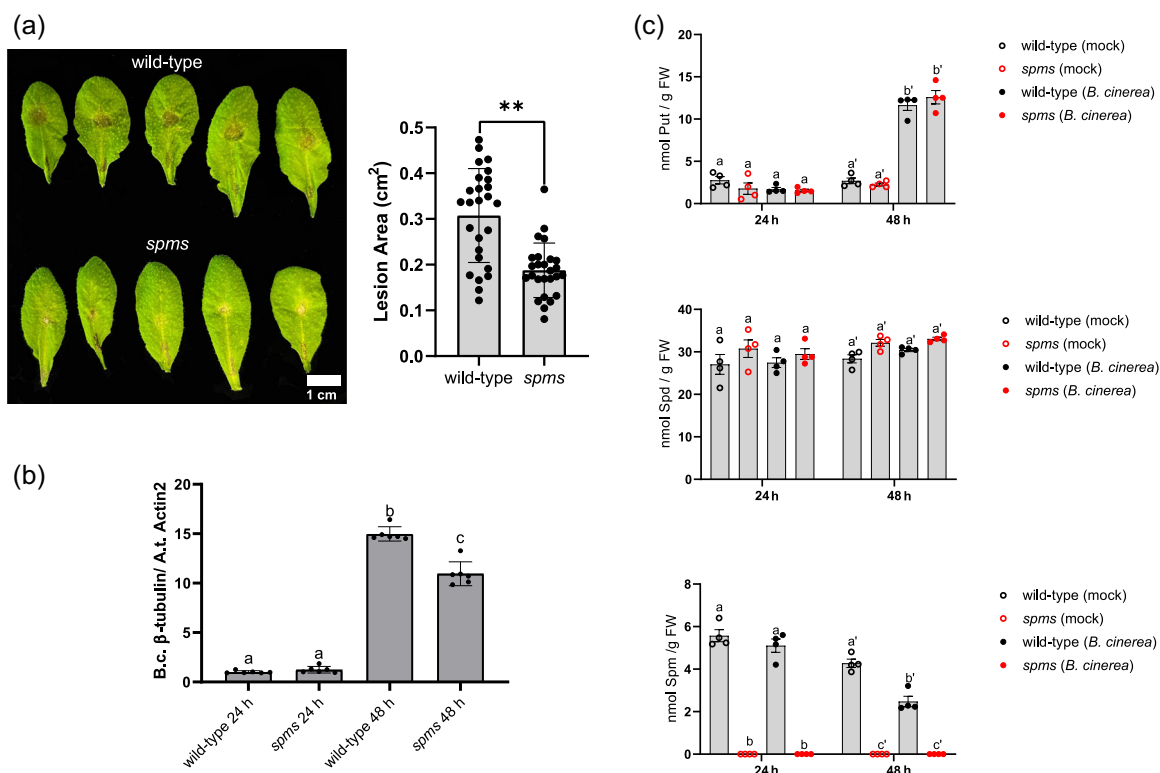 (a)
wild-type
spms
1 cm
**
Lesion Area (cm²)
0.5
0.4
0.3
0.2
0.1
0.0
wild-type
spms
(b)
B.c. β-tubulin/ A.t. Actin2
20
15
10
5
0
a
a
b
c
wild-type 24 h
spms 24 h
wild-type 48 h
spms 48 h
(c)
nmol Put / g FW
20
15
10
5
0
a
a
a
a
a'
a'
b'
b'
24 h
48 h
wild-type (mock)
spms (mock)
wild-type (B. cinerea)
spms (B. cinerea)
nmol Spd / g FW
40
30
20
10
0
a
a
a
a
a'
a'
a'
a'
24 h
48 h
wild-type (mock)
spms (mock)
wild-type (B. cinerea)
spms (B. cinerea)
nmol Spm /g FW
8
6
4
2
0
a
b
a
b
a'
c'
b'
c'
24 h
48 h
wild-type (mock)
spms (mock)
wild-type (B. cinerea)
spms (B. cinerea)